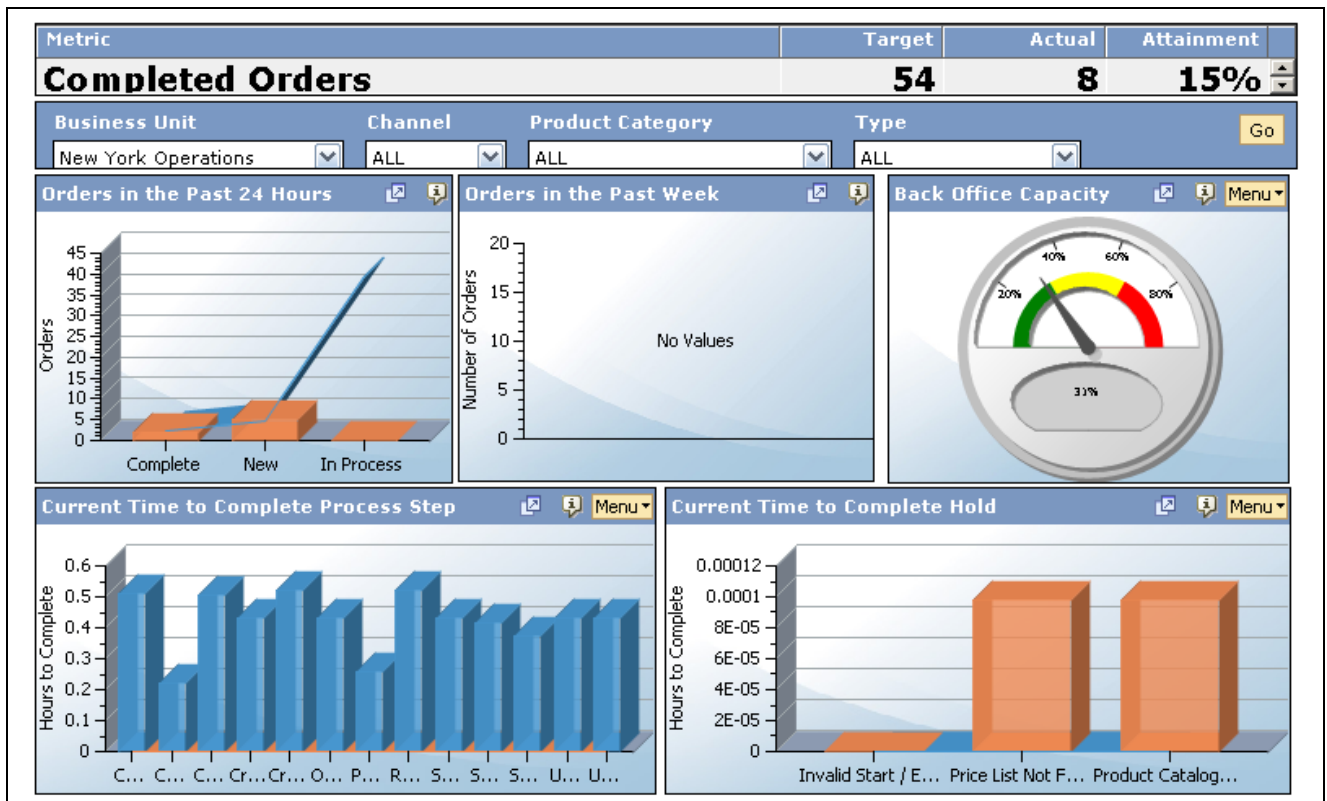 Metric Target Actual Attainment
Completed Orders 54 8 15%
Business Unit Channel Product Category Type
Go
New York Operations ALL ALL ALL
Orders in the Past 24 Hours
45
40
35
30
25
20
15
10
5
0
Orders
Complete New In Process
Orders in the Past Week
20
15
10
5
0
Number of Orders
No Values
Back Office Capacity Menu
20% 40% 60% 80%
Current Time to Complete Process Step Menu
0.6
0.5
0.4
0.3
0.2
0.1
0
Hours to Complete
C... C... C... Cr... Cr... O... P... R... S... S... S... U... U...
Current Time to Complete Hold Menu
0.00012
0.0001
8E-05
6E-05
4E-05
2E-05
0
Hours to Complete
Invalid Start / E... Price List Not F... Product Catalog...